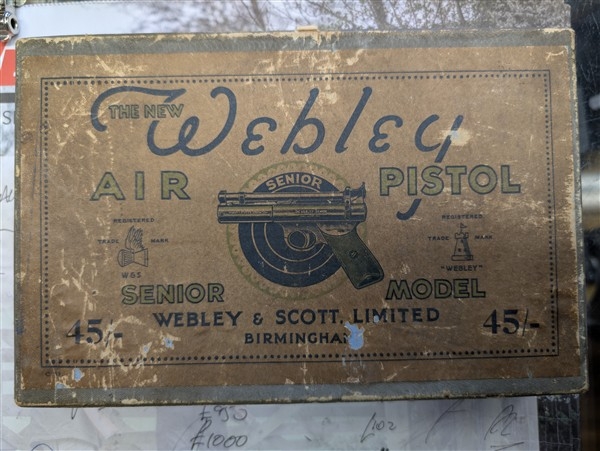 THE NEW
Webley
AIR PISTOL
SENIOR
REGISTERED
TRADE MARK
W&S
REGISTERED
TRADE MARK
"WEBLEY"
SENIOR MODEL
45/- WEBLEY & SCOTT, LIMITED 45/-
BIRMINGHAM
£950
£1000